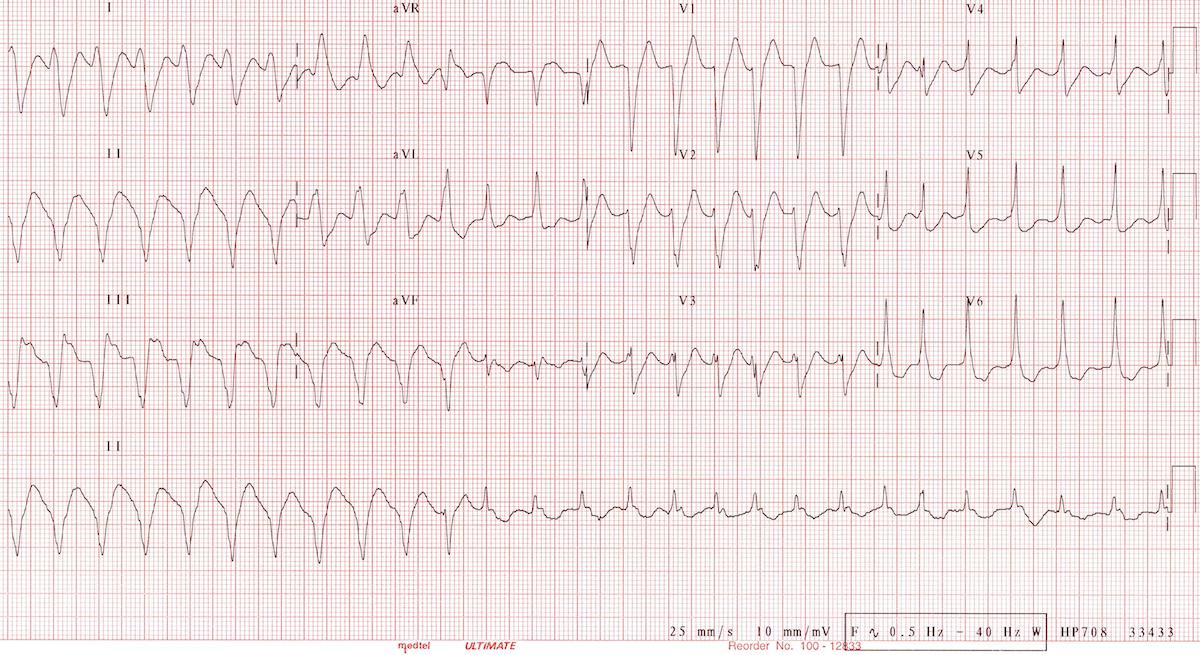 I aVR V1 V4
II aVL V2 V5
III aVF V3 V6
II
25 mm/s 10 mm/mV F ∿ 0.5 Hz - 40 Hz W HP708 33433
medtel ULTIMATE Reorder No. 100 - 12833